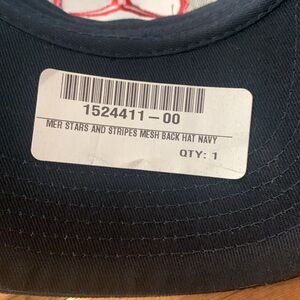 1524411-00
MER STARS AND STRIPES MESH BACK HAT NAVY
QTY: 1